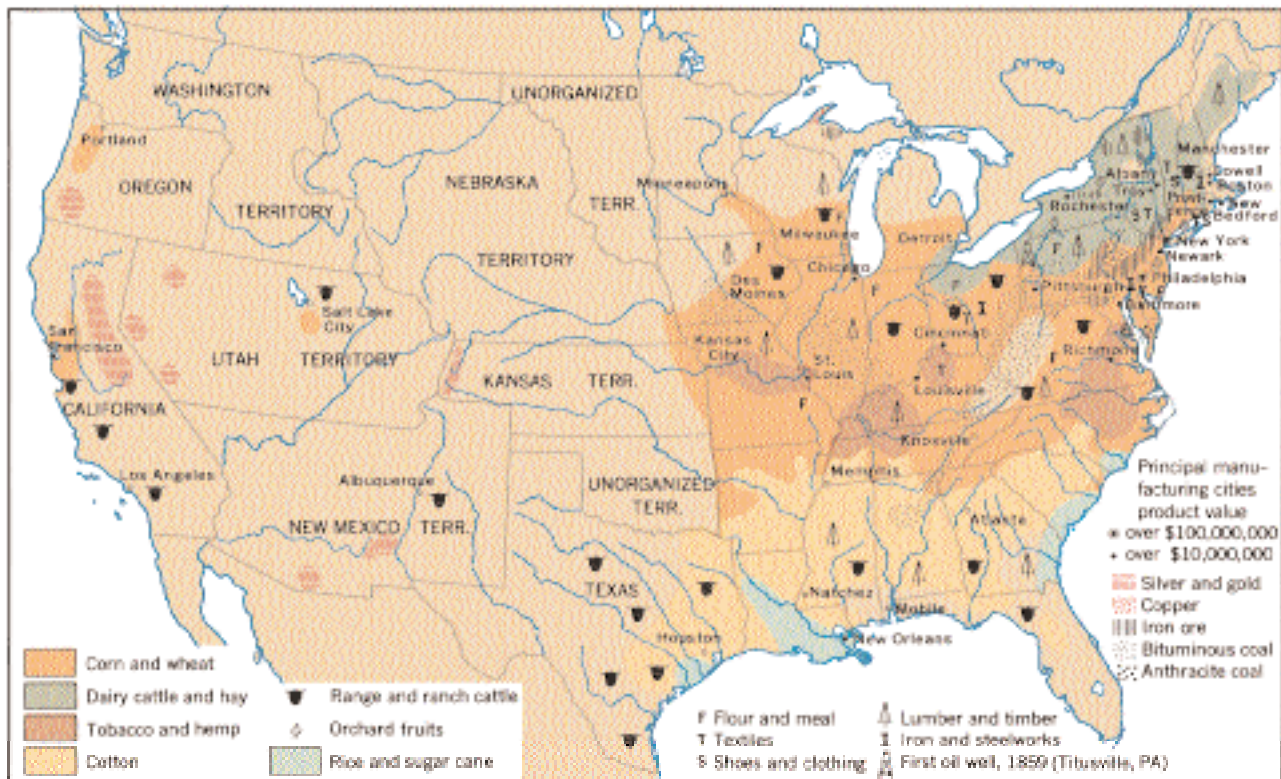 WASHINGTON
UNORGANIZED
Portland
OREGON
TERRITORY
NEBRASKA
TERR.
TERRITORY
Minneapolis
Milwaukee
Detroit
Chicago
Des
Moines
Manchester
Lowell
Boston
Albany
Troy
Rochester
New
Bedford
New York
Newark
Philadelphia
Pittsburgh
Baltimore
San
Francisco
Salt Lake
City
UTAH
TERRITORY
CALIFORNIA
Los Angeles
KANSAS
TERR.
Kansas
City
St.
Louis
Cincinnati
Louisville
Richmond
Knoxville
Memphis
Albuquerque
NEW MEXICO
TERR.
UNORGANIZED
TERR.
TEXAS
Houston
Atlanta
Natchez
Mobile
New Orleans
Principal manu-
facturing cities
product value
over $100,000,000
over $10,000,000
Silver and gold
Copper
Iron ore
Bituminous coal
Anthracite coal
Corn and wheat
Dairy cattle and hay
Tobacco and hemp
Cotton
Range and ranch cattle
Orchard fruits
Rice and sugar cane
F Flour and meal
T Textiles
S Shoes and clothing
Lumber and timber
I Iron and steelworks
First oil well, 1859 (Titusville, PA)